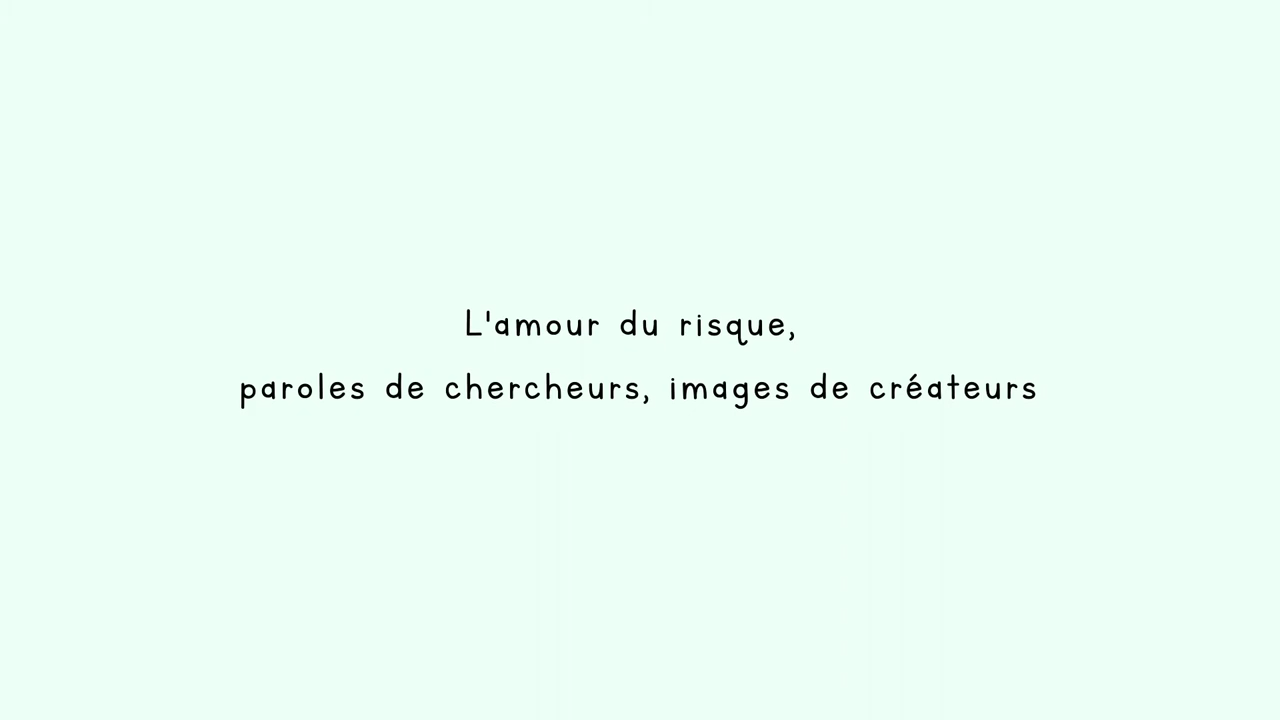 L'amour du risque,
paroles de chercheurs, images de créateurs